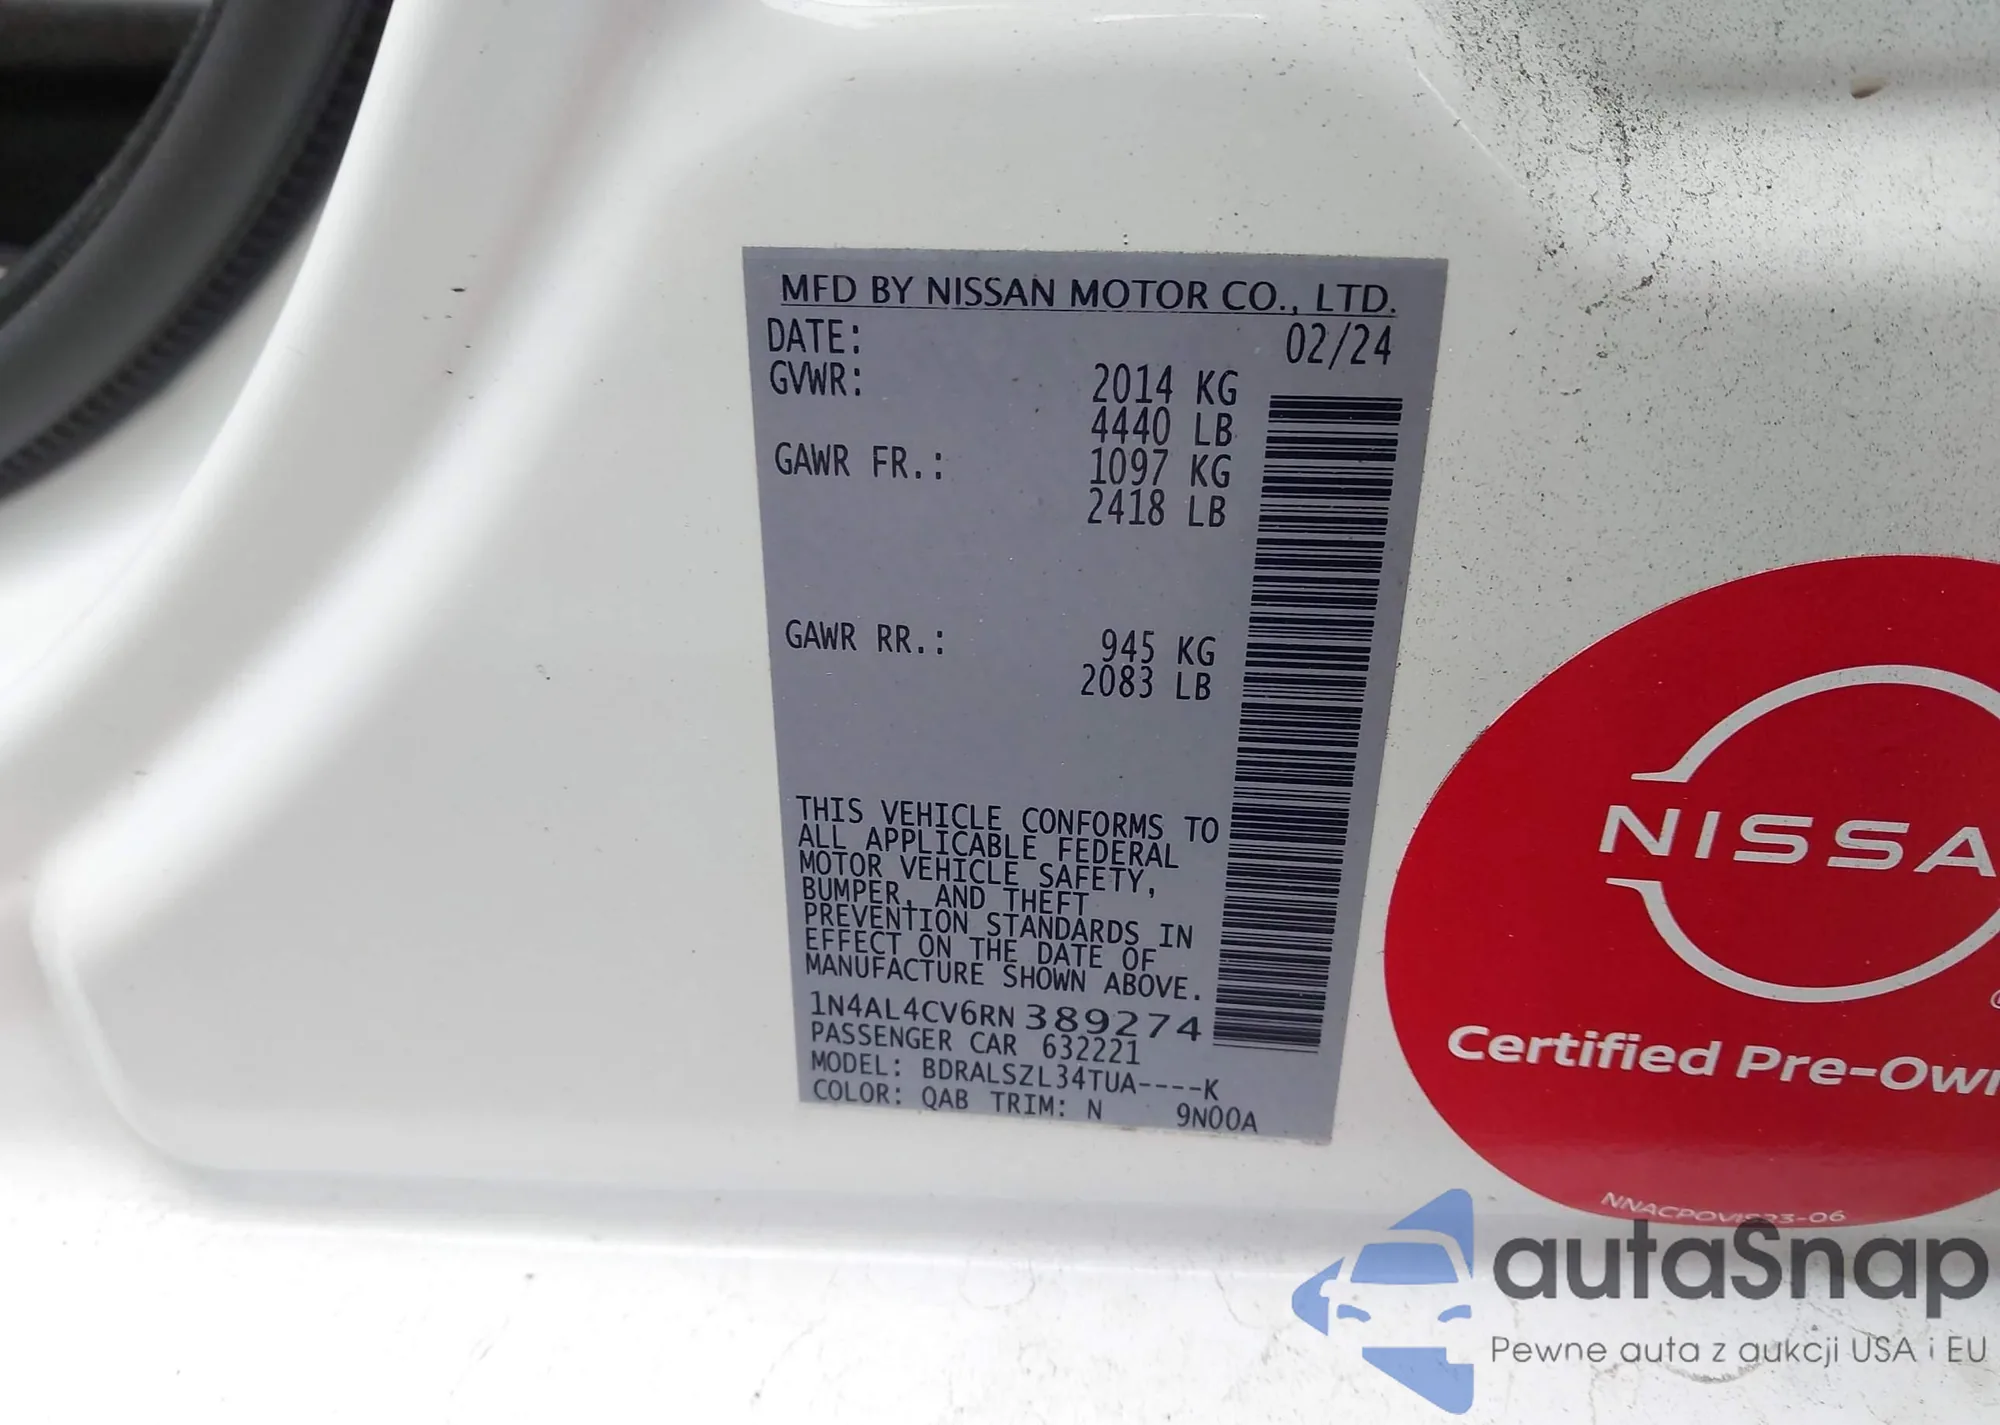 MFD BY NISSAN MOTOR CO., LTD.
DATE: 02/24
GVWR: 2014 KG
4440 LB
GAWR FR.: 1097 KG
2418 LB
GAWR RR.: 945 KG
2083 LB
THIS VEHICLE CONFORMS TO
ALL APPLICABLE FEDERAL
MOTOR VEHICLE SAFETY,
BUMPER, AND THEFT
PREVENTION STANDARDS IN
EFFECT ON THE DATE OF
MANUFACTURE SHOWN ABOVE.
1N4AL4CV6RN 389274
PASSENGER CAR 632221
MODEL: BDRALSZL34TUA----K
COLOR: QAB TRIM: N 9N00A
NISSA
Certified Pre-Own
autaSnap
Pewne auta z aukcji USA i EU